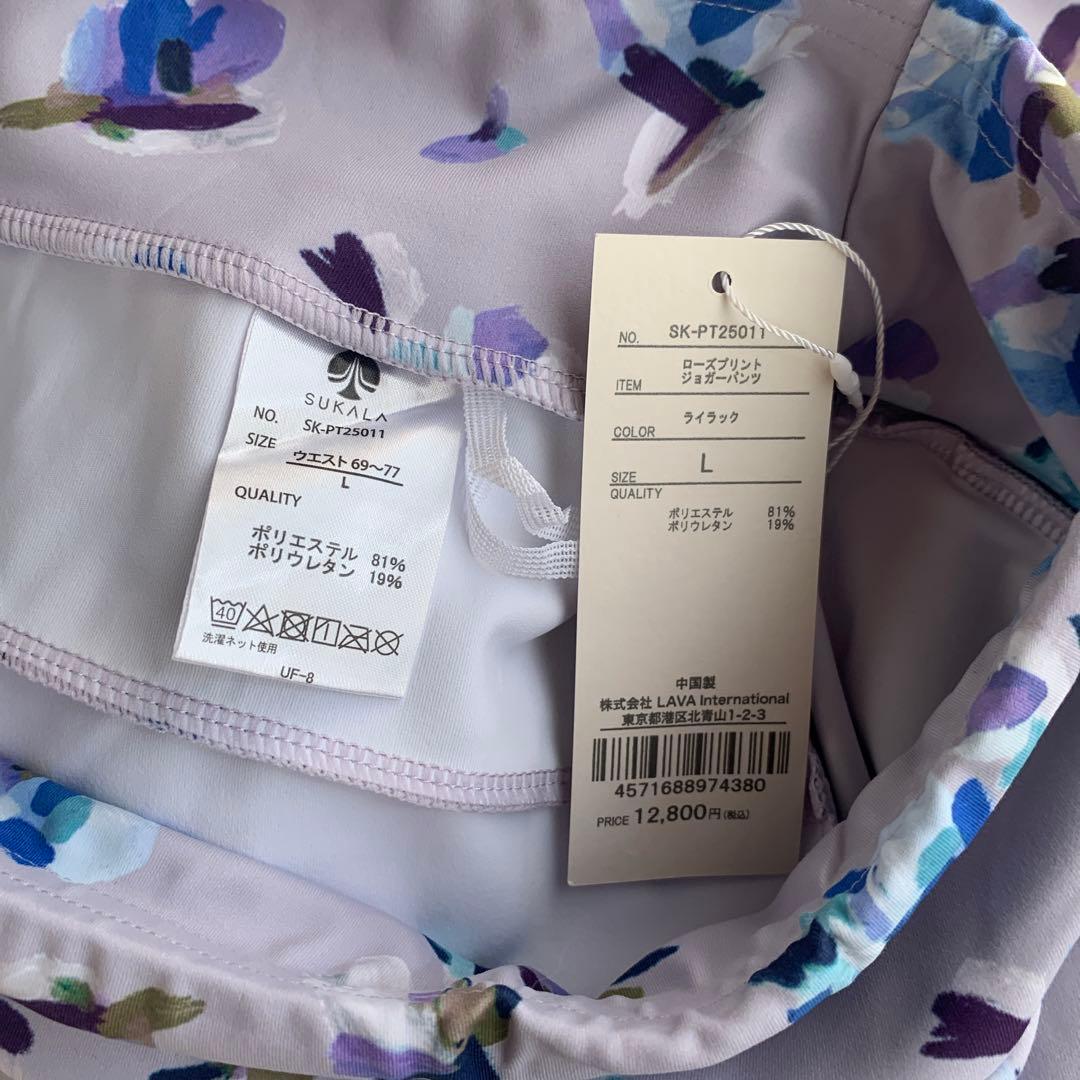 SUKALA
NO. SK-PT25011
SIZE ウエスト 69～77
L
QUALITY
ポリエステル 81%
ポリウレタン 19%
40
洗濯ネット使用
UF-8
NO. SK-PT25011
ローズプリント
ITEM ジョガーパンツ
COLOR ライラック
SIZE L
QUALITY
ポリエステル 81%
ポリウレタン 19%
中国製
株式会社 LAVA International
東京都港区北青山1-2-3
4571688974380
PRICE 12,800円(税込)